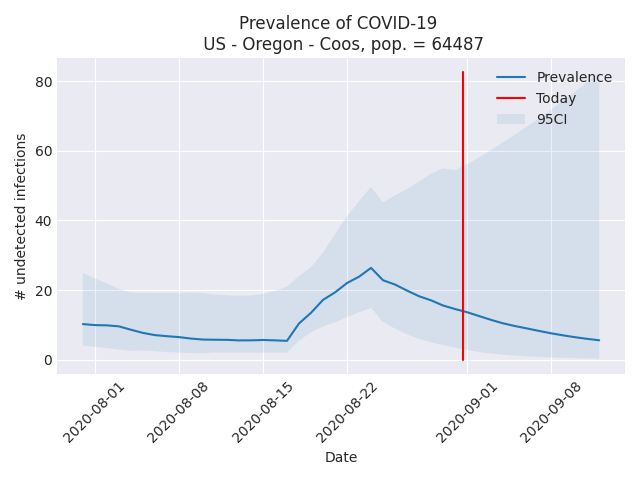 Prevalence of COVID-19
US - Oregon - Coos, pop. = 64487
Prevalence
Today
95CI
# undetected infections
80
60
40
20
0
2020-08-01
2020-08-08
2020-08-15
2020-08-22
2020-09-01
2020-09-08
Date